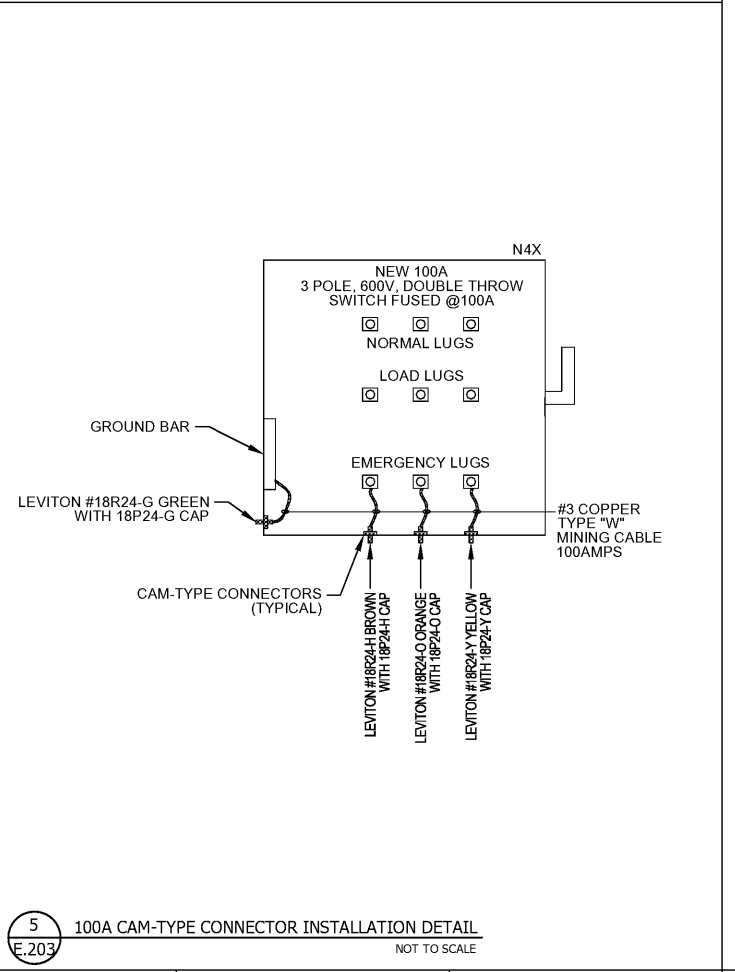 N4X
NEW 100A
3 POLE, 600V, DOUBLE THROW
SWITCH FUSED @100A
NORMAL LUGS
LOAD LUGS
GROUND BAR
EMERGENCY LUGS
LEVITON #18R24-G GREEN
WITH 18P24-G CAP
#3 COPPER
TYPE "W"
MINING CABLE
100AMPS
CAM-TYPE CONNECTORS
(TYPICAL)
LEVITON #18R24-H BROWN
WITH 18P24-H CAP
LEVITON #18R24-O ORANGE
WITH 18P24-O CAP
LEVITON #18R24-Y YELLOW
WITH 18P24-Y CAP
5
E.203
100A CAM-TYPE CONNECTOR INSTALLATION DETAIL
NOT TO SCALE